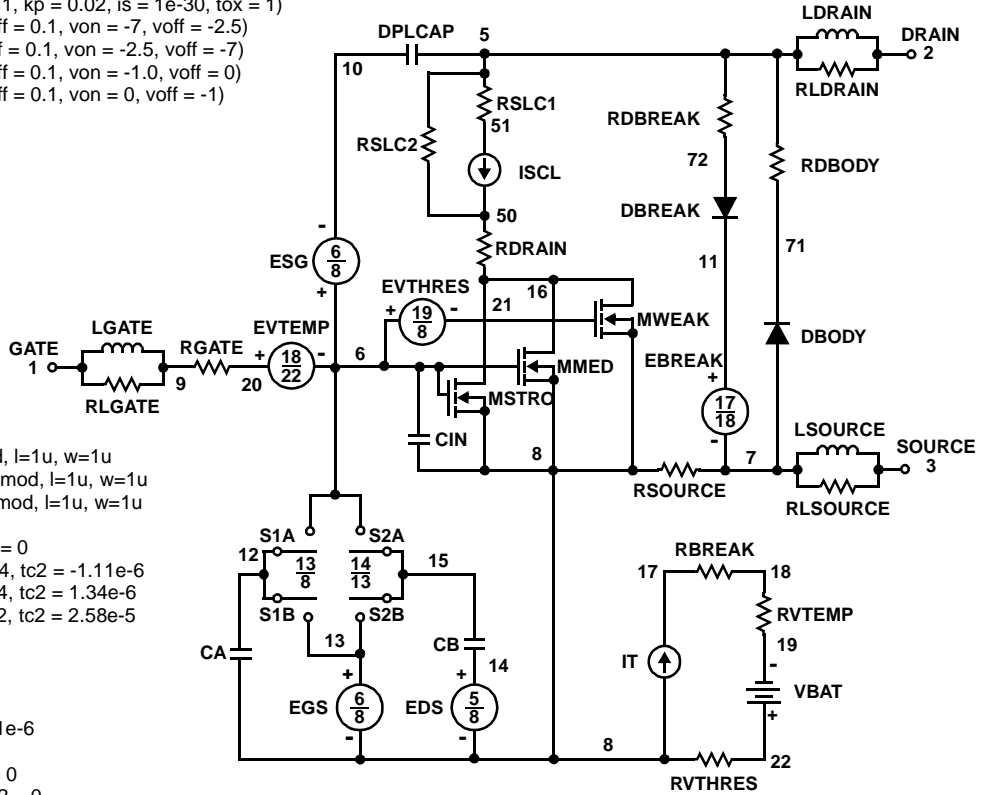 1, kp = 0.02, is = 1e-30, tox = 1)
ff = 0.1, von = -7, voff = -2.5)
f = 0.1, von = -2.5, voff = -7)
ff = 0.1, von = -1.0, voff = 0)
ff = 0.1, von = 0, voff = -1)
DPLCAP
5
10
LDRAIN
DRAIN
2
RLDRAIN
RSLC1
51
RSLC2
ISCL
50
RDRAIN
RDBREAK
72
RDBODY
DBREAK
11
71
ESG
-
6
8
+
EVTHRES
+
19
8
-
21
16
MWEAK
LGATE
GATE
1
RLGATE
9
RGATE
20
EVTEMP
+
18
22
-
6
MMED
MSTRO
EBREAK
+
17
18
-
DBODY
CIN
8
RSOURCE
7
LSOURCE
SOURCE
3
RLSOURCE
d, l=1u, w=1u
mod, l=1u, w=1u
mod, l=1u, w=1u
= 0
4, tc2 = -1.11e-6
4, tc2 = 1.34e-6
2, tc2 = 2.58e-5
1e-6
0
S1A
S2A
12
13
8
14
13
15
S1B
S2B
13
CA
CB
14
+
EGS
6
8
-
+
EDS
5
8
-
8
RBREAK
17
18
RVTEMP
19
IT
-
VBAT
+
22
RVTHRES